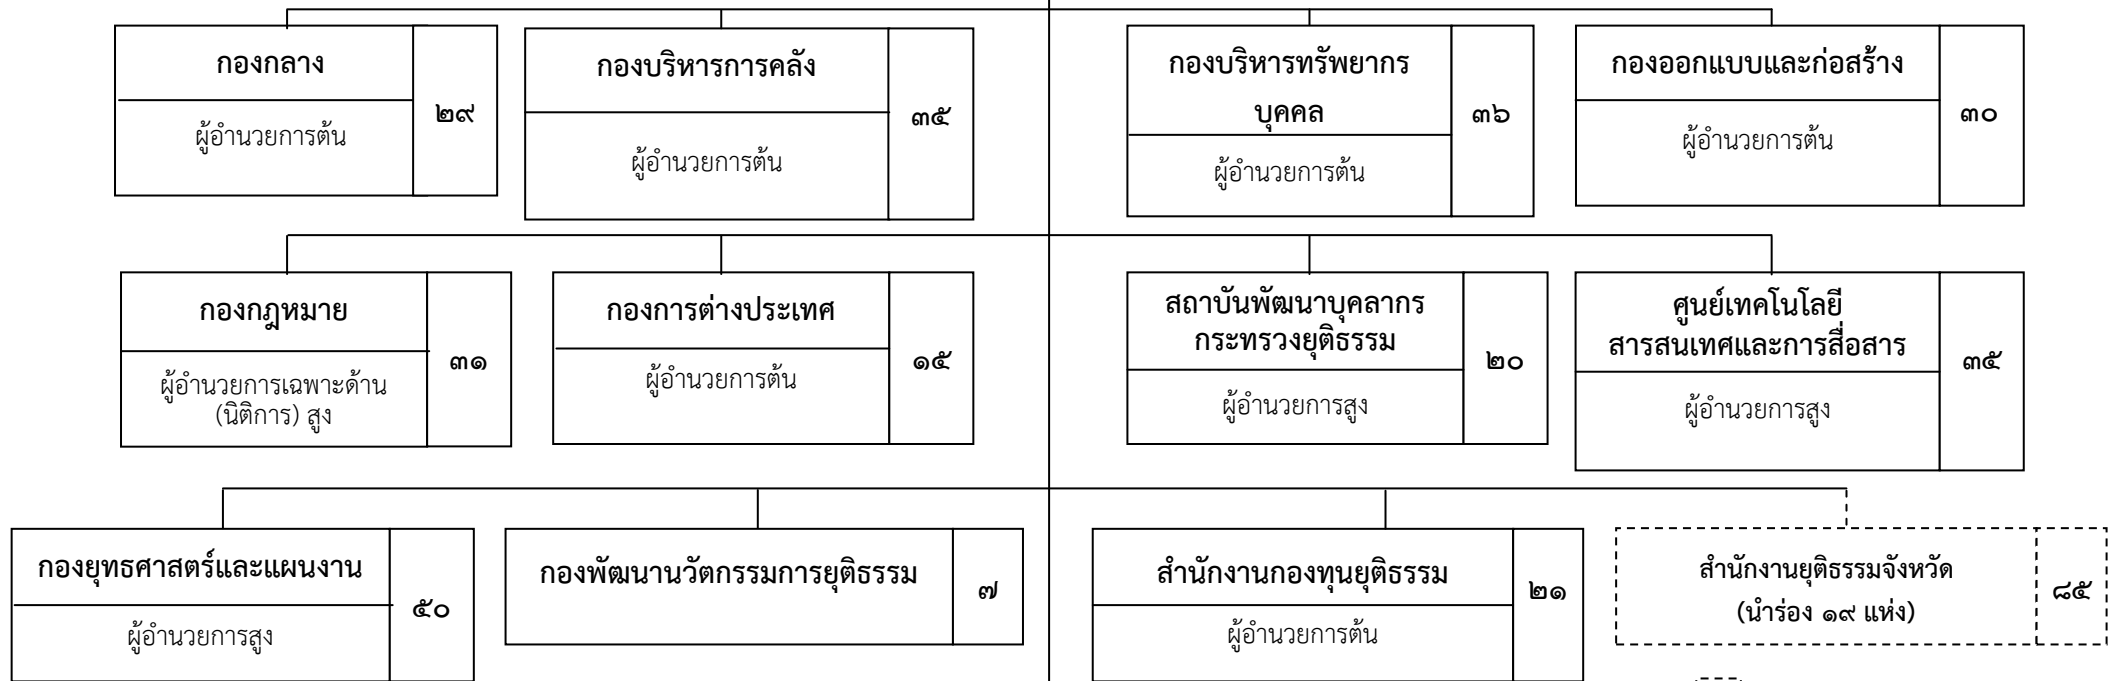 กองกลาง
ผู้อำนวยการต้น
๒๙
กองบริหารการคลัง
ผู้อำนวยการต้น
๓๕
กองบริหารทรัพยากร
บุคคล
ผู้อำนวยการต้น
๓๖
กองออกแบบและก่อสร้าง
ผู้อำนวยการต้น
๓๐
กองกฎหมาย
ผู้อำนวยการเฉพาะด้าน
(นิติการ) สูง
๓๑
กองการต่างประเทศ
ผู้อำนวยการต้น
๑๕
สถาบันพัฒนาบุคลากร
กระทรวงยุติธรรม
ผู้อำนวยการสูง
๒๐
ศูนย์เทคโนโลยี
สารสนเทศและการสื่อสาร
ผู้อำนวยการสูง
๓๕
กองยุทธศาสตร์และแผนงาน
ผู้อำนวยการสูง
๕๐
กองพัฒนานวัตกรรมการยุติธรรม
๗
สำนักงานกองทุนยุติธรรม
ผู้อำนวยการต้น
๒๑
สำนักงานยุติธรรมจังหวัด
(นำร่อง ๑๙ แห่ง)
๘๕